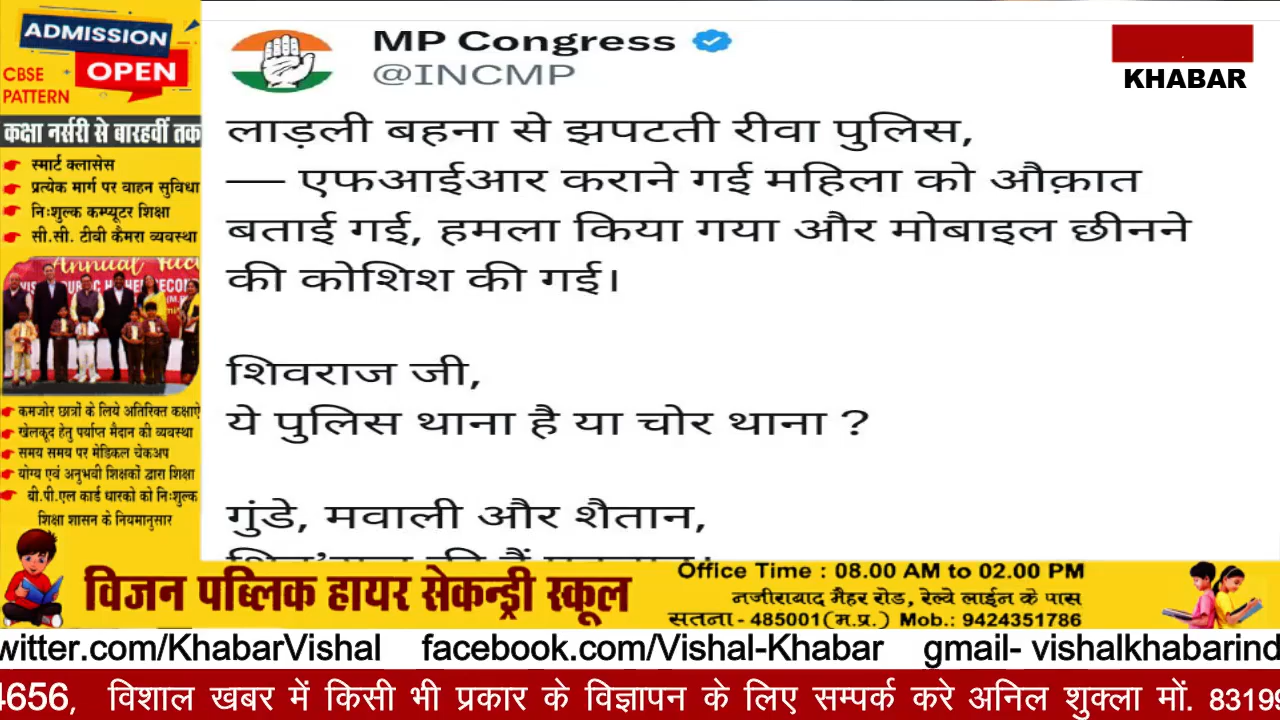 ADMISSION
OPEN
CBSE
PATTERN
कक्षा नर्सरी से बारहवीं तक
स्मार्ट क्लासेस
प्रत्येक मार्ग पर वाहन सुविधा
निःशुल्क कम्प्यूटर शिक्षा
सी.सी. टीवी कैमरा व्यवस्था
Annual
कमजोर छात्रों के लिये अतिरिक्त कक्षाऐ
खेलकूद हेतु पर्याप्त मैदान की व्यवस्था
समय समय पर मेडिकल चेकअप
योग्य एवं अनुभवी शिक्षकों द्वारा शिक्षा
बी.पी.एल कार्ड धारको को निःशुल्क
शिक्षा शासन के नियमानुसार
MP Congress
@INCMP
KHABAR
लाड़ली बहना से झपटती रीवा पुलिस,
— एफआईआर कराने गई महिला को औक़ात
बताई गई, हमला किया गया और मोबाइल छीनने
की कोशिश की गई।
शिवराज जी,
ये पुलिस थाना है या चोर थाना ?
गुंडे, मवाली और शैतान,
विजन पब्लिक हायर सेकन्ड्री स्कूल
Office Time : 08.00 AM to 02.00 PM
नजीराबाद मैहर रोड, रेल्वे लाईन के पास
सतना - 485001(म.प्र.) Mob.: 9424351786
witter.com/KhabarVishal facebook.com/Vishal-Khabar gmail- vishalkhabarind
4656, विशाल खबर में किसी भी प्रकार के विज्ञापन के लिए सम्पर्क करे अनिल शुक्ला मों. 83199